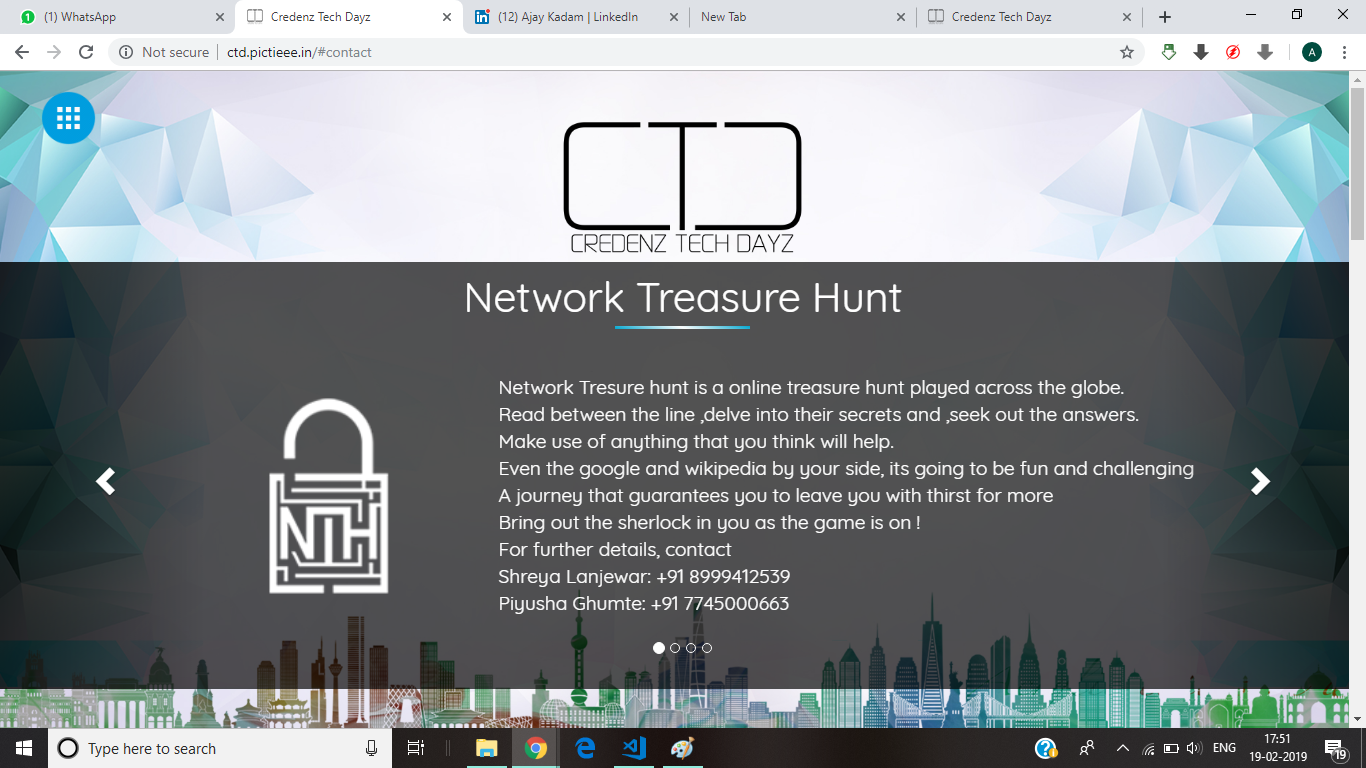 (1) WhatsApp
Credenz Tech Dayz
(12) Ajay Kadam | LinkedIn
New Tab
Credenz Tech Dayz
Not secure
ctd.pictieee.in/#contact
A
CTD
CREDENZ TECH DAYZ
Network Treasure Hunt
Network Tresure hunt is a online treasure hunt played across the globe.
Read between the line ,delve into their secrets and ,seek out the answers.
Make use of anything that you think will help.
Even the google and wikipedia by your side, its going to be fun and challenging
A journey that guarantees you to leave you with thirst for more
Bring out the sherlock in you as the game is on !
For further details, contact
Shreya Lanjewar: +91 8999412539
Piyusha Ghumte: +91 7745000663
NTH
Type here to search
ENG
17:51
19-02-2019
19